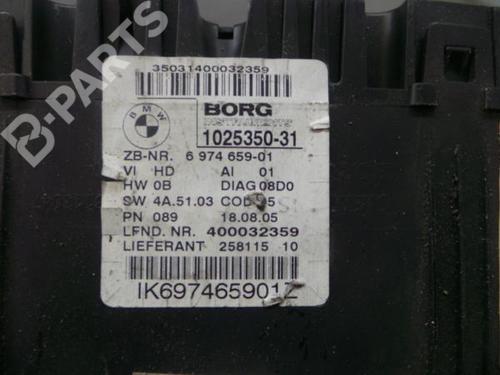 B-PARTS
35031400032359
BMW
BORG
INSTRUMENTS
1025350-31
ZB-NR. 6 974 659-01
VI HD AI 01
HW 0B DIAG 08D0
SW 4A.51.03 COD 05
PN 089 18.08.05
LFND. NR. 400032359
LIEFERANT 258115 10
IK697465901Z